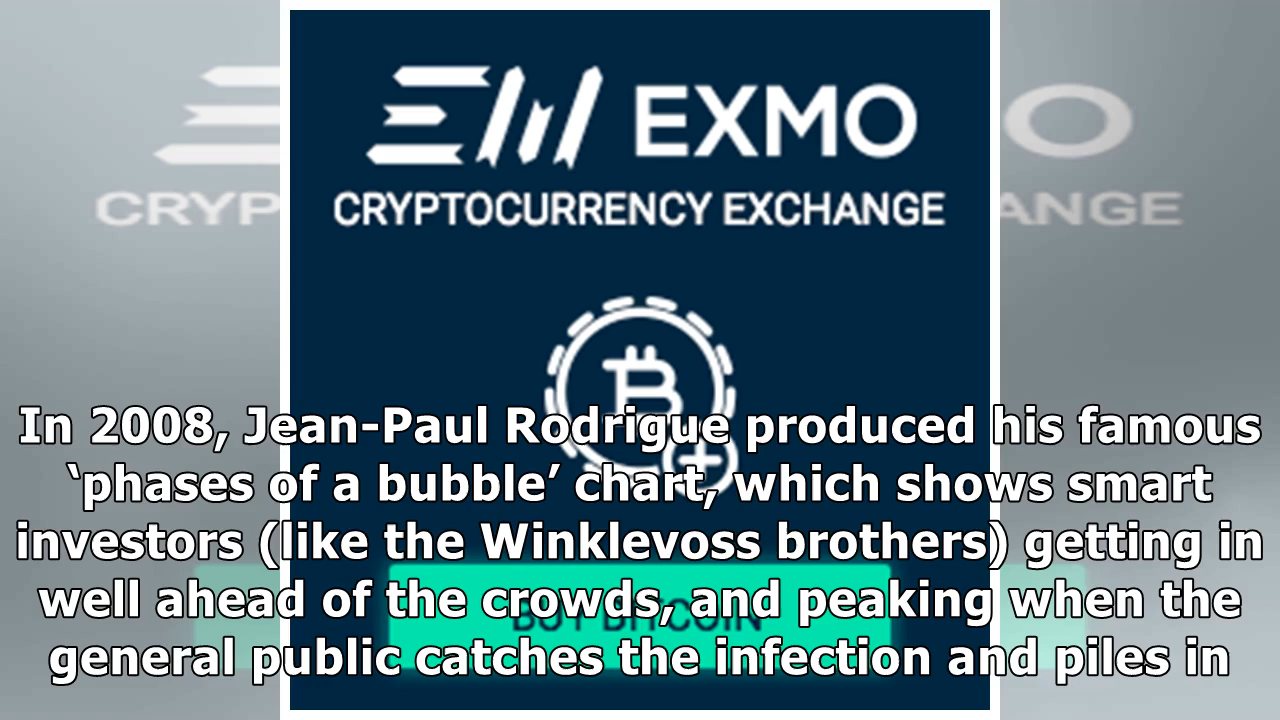 EXMO
CRYPTOCURRENCY EXCHANGE
In 2008, Jean-Paul Rodrigue produced his famous
‘phases of a bubble’ chart, which shows smart
investors (like the Winklevoss brothers) getting in
well ahead of the crowds, and peaking when the
BUY BITCOIN
general public catches the infection and piles in